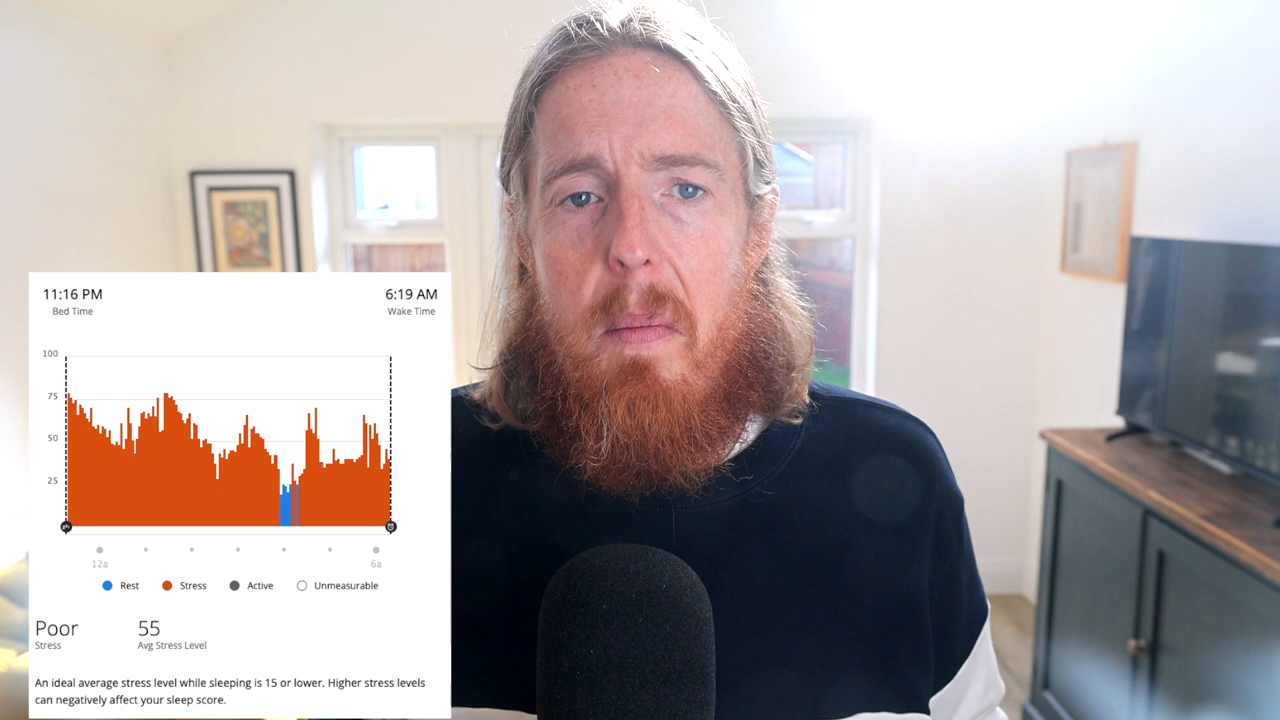 11:16 PM 6:19 AM
Bed Time Wake Time
100
75
50
25
12a 6a
Rest Stress Active Unmeasurable
Poor 55
Stress Avg Stress Level
An ideal average stress level while sleeping is 15 or lower. Higher stress levels
can negatively affect your sleep score.